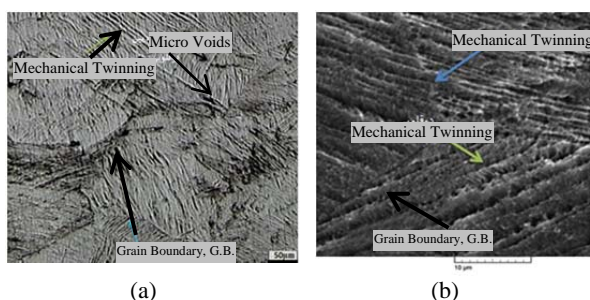 Micro Voids
Mechanical Twinning
Grain Boundary, G.B.
50µm
(a)
Mechanical Twinning
Mechanical Twinning
Grain Boundary, G.B.
10 µm
(b)